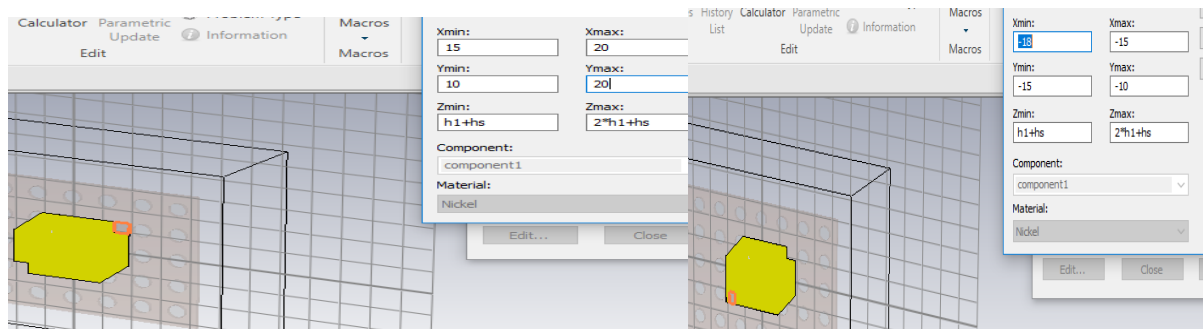 Calculator Parametric Update
Information
Edit
Macros
Macros
Xmin: Xmax:
15 20
Ymin: Ymax:
10 20
Zmin: Zmax:
h1+hs 2*h1+hs
Component:
component1
Material:
Nickel
Edit... Close
s History List Calculator Parametric Update
Information
Edit
Macros
Macros
Xmin: Xmax:
-18 -15
Ymin: Ymax:
-15 -10
Zmin: Zmax:
h1+hs 2*h1+hs
Component:
component1
Material:
Nickel
Edit... Close